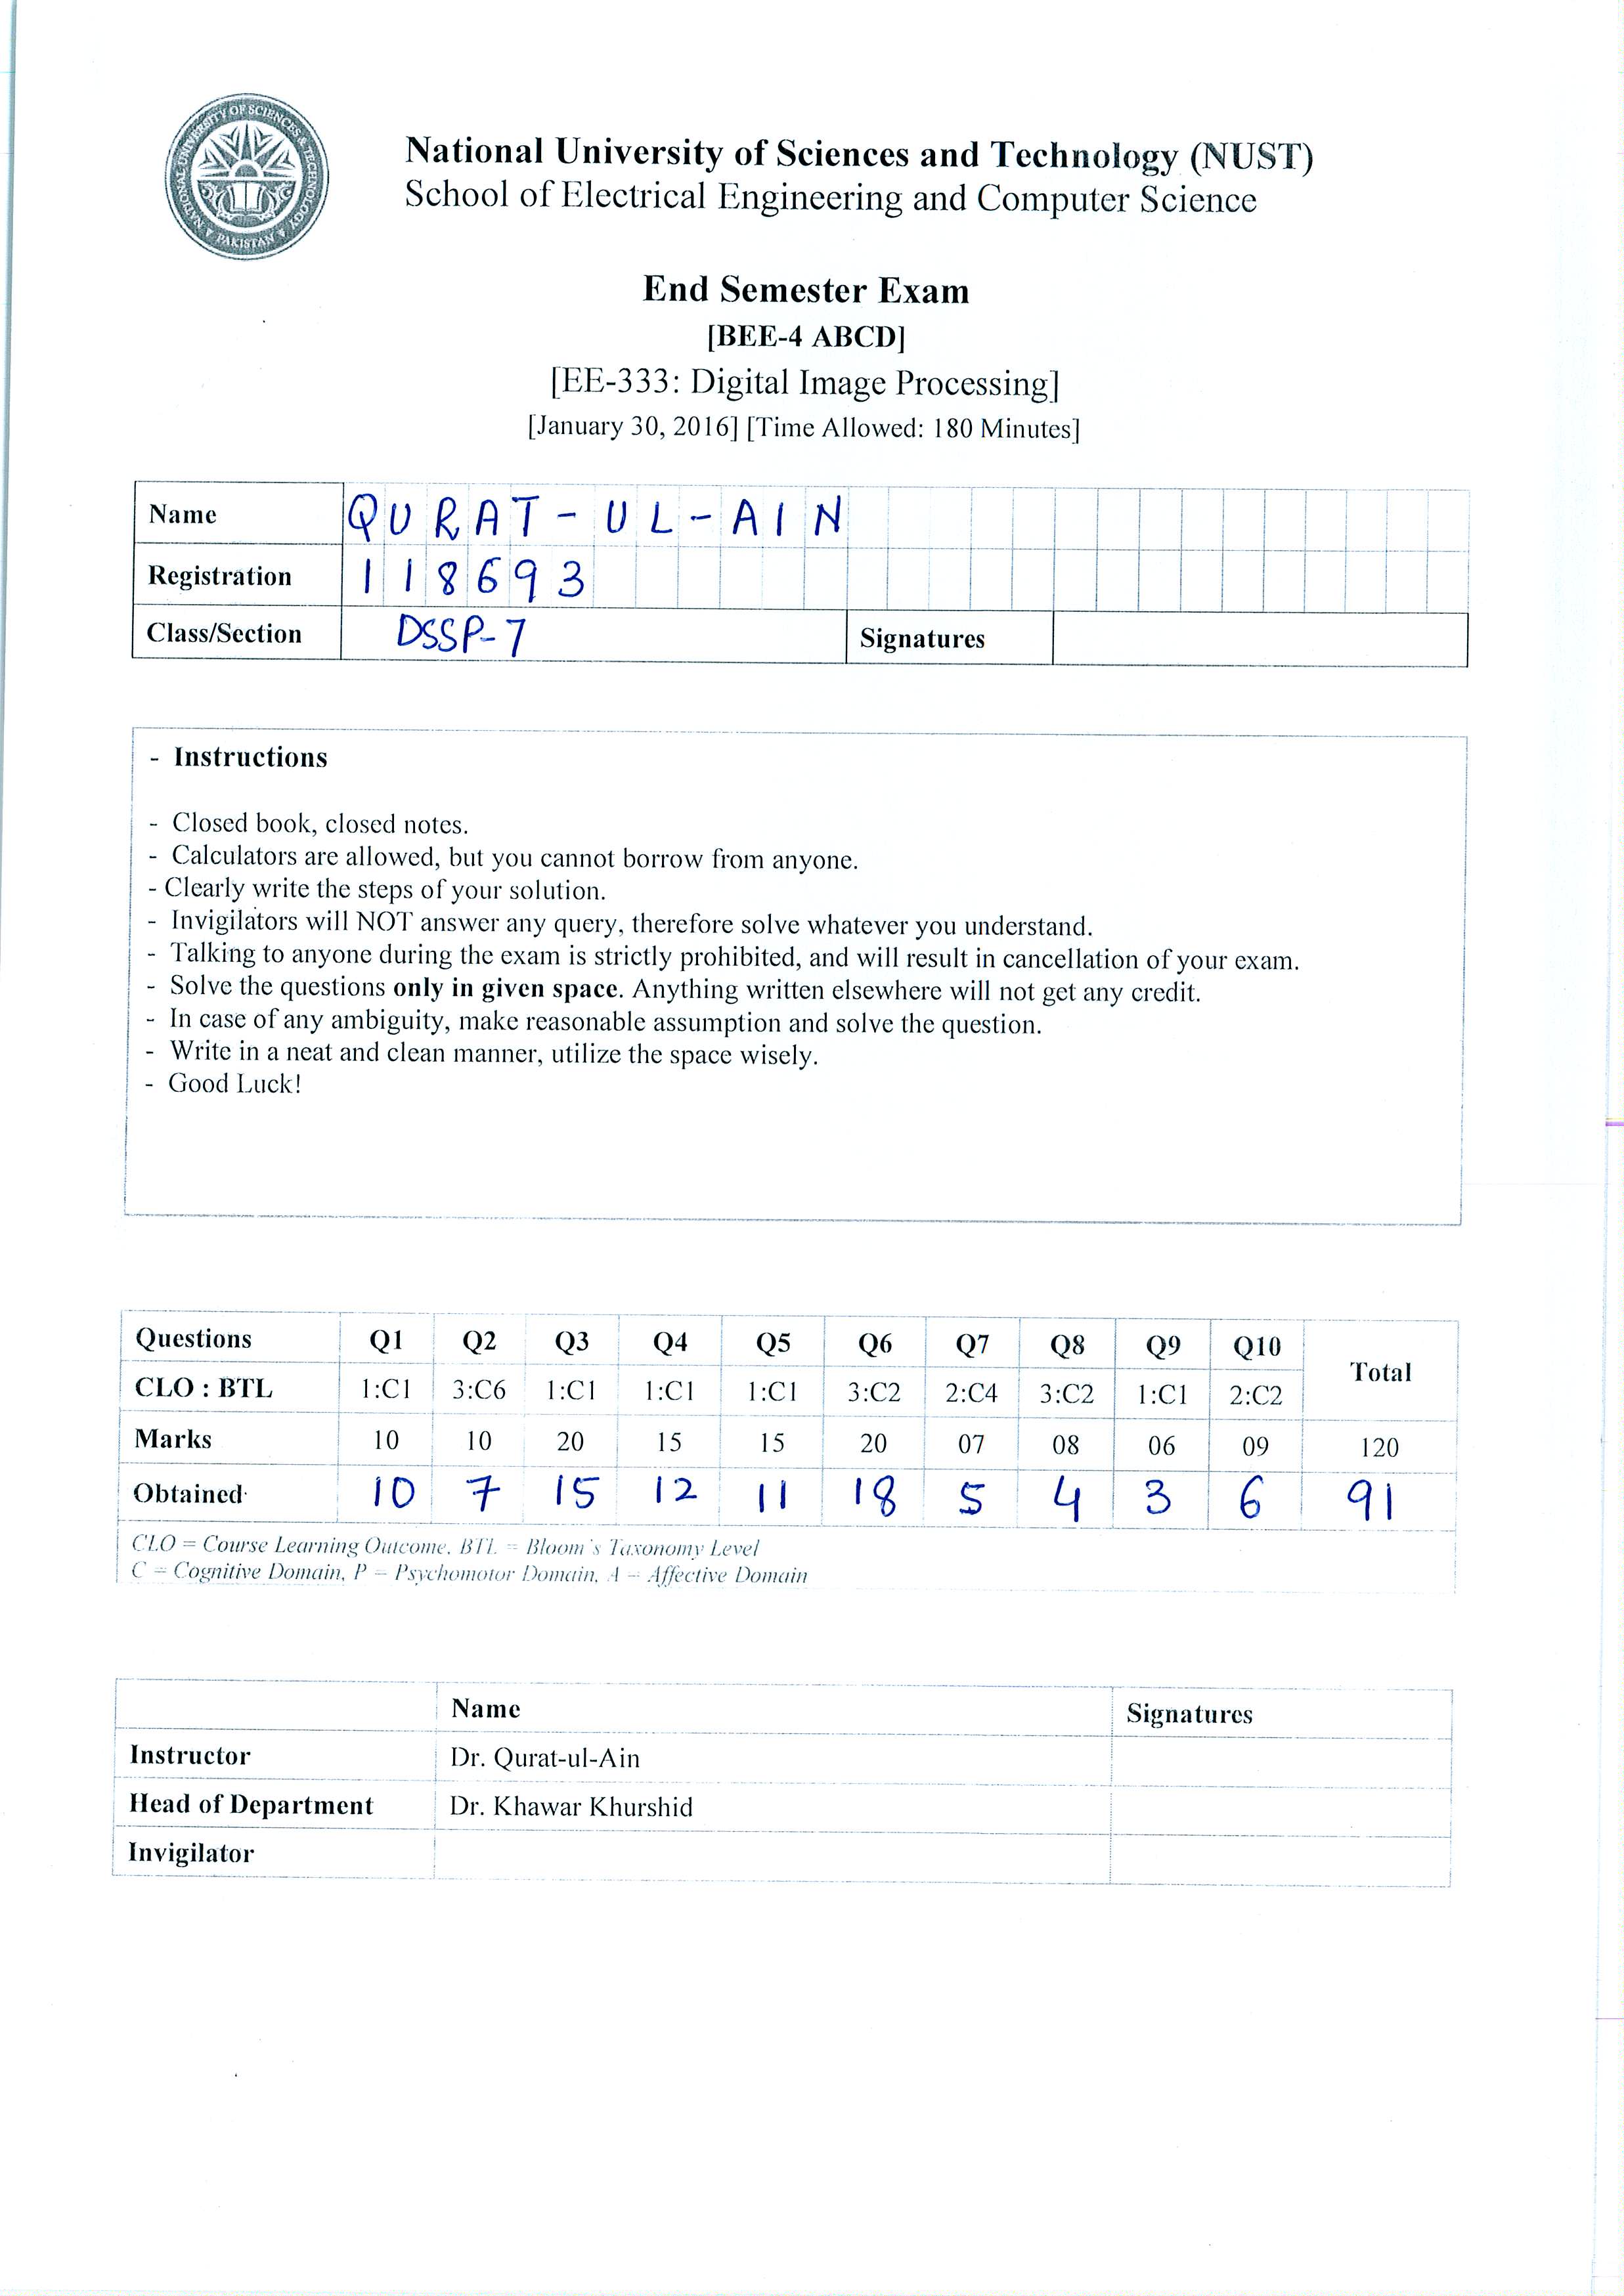 NATIONAL UNIVERSITY OF SCIENCES & TECHNOLOGY
PAKISTAN
National University of Sciences and Technology (NUST)
School of Electrical Engineering and Computer Science
End Semester Exam
[BEE-4 ABCD]
[EE-333: Digital Image Processing]
[January 30, 2016] [Time Allowed: 180 Minutes]
Name QURAT-UL-AIN
Registration 118693
Class/Section DSSP-7 Signatures
- Instructions
- Closed book, closed notes.
- Calculators are allowed, but you cannot borrow from anyone.
- Clearly write the steps of your solution.
- Invigilators will NOT answer any query, therefore solve whatever you understand.
- Talking to anyone during the exam is strictly prohibited, and will result in cancellation of your exam.
- Solve the questions only in given space. Anything written elsewhere will not get any credit.
- In case of any ambiguity, make reasonable assumption and solve the question.
- Write in a neat and clean manner, utilize the space wisely.
- Good Luck!
Questions Q1 Q2 Q3 Q4 Q5 Q6 Q7 Q8 Q9 Q10 Total
CLO : BTL 1:C1 3:C6 1:C1 1:C1 1:C1 3:C2 2:C4 3:C2 1:C1 2:C2
Marks 10 10 20 15 15 20 07 08 06 09 120
Obtained 10 7 15 12 11 18 5 4 3 6 91
CLO = Course Learning Outcome, BTL = Bloom's Taxonomy Level
C = Cognitive Domain, P = Psychomotor Domain, A = Affective Domain
Name Signatures
Instructor Dr. Qurat-ul-Ain
Head of Department Dr. Khawar Khurshid
Invigilator